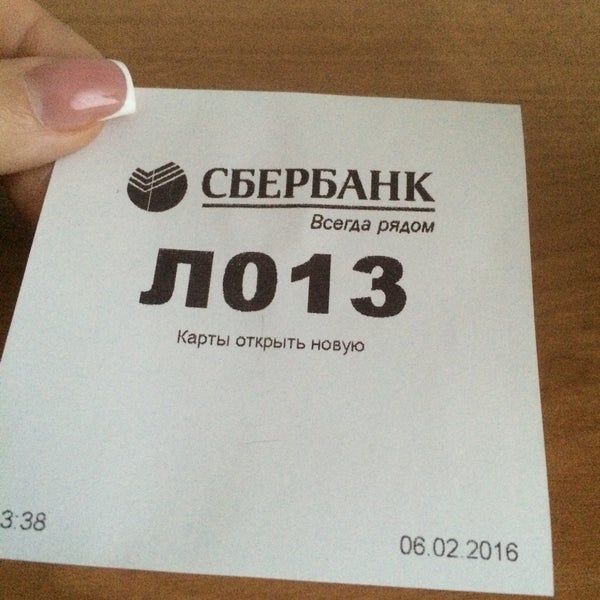 СБЕРБАНК
Всегда рядом
Л013
Карты открыть новую
3:38
06.02.2016